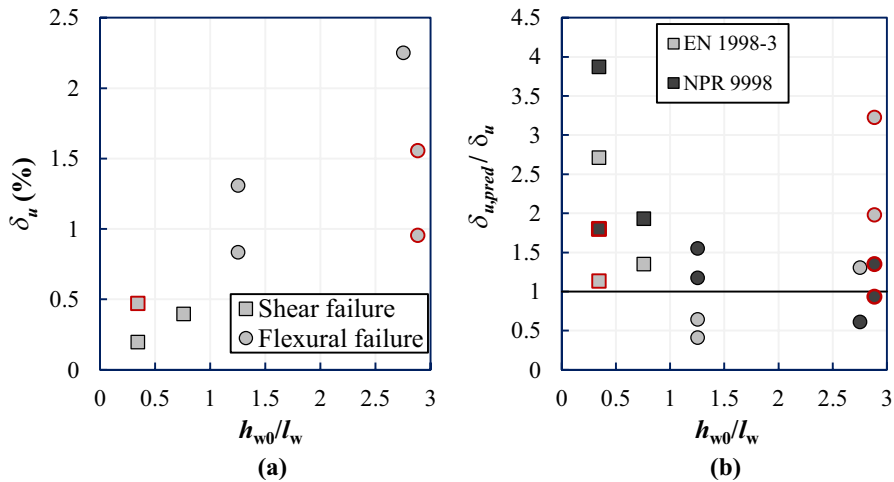 2.5
2
1.5
1
0.5
0
δu (%)
Shear failure
Flexural failure
0 0.5 1 1.5 2 2.5 3
hw0/lw
(a)
4.5
4
3.5
3
2.5
2
1.5
1
0.5
0
δu,pred / δu
EN 1998-3
NPR 9998
0 0.5 1 1.5 2 2.5 3
hw0/lw
(b)